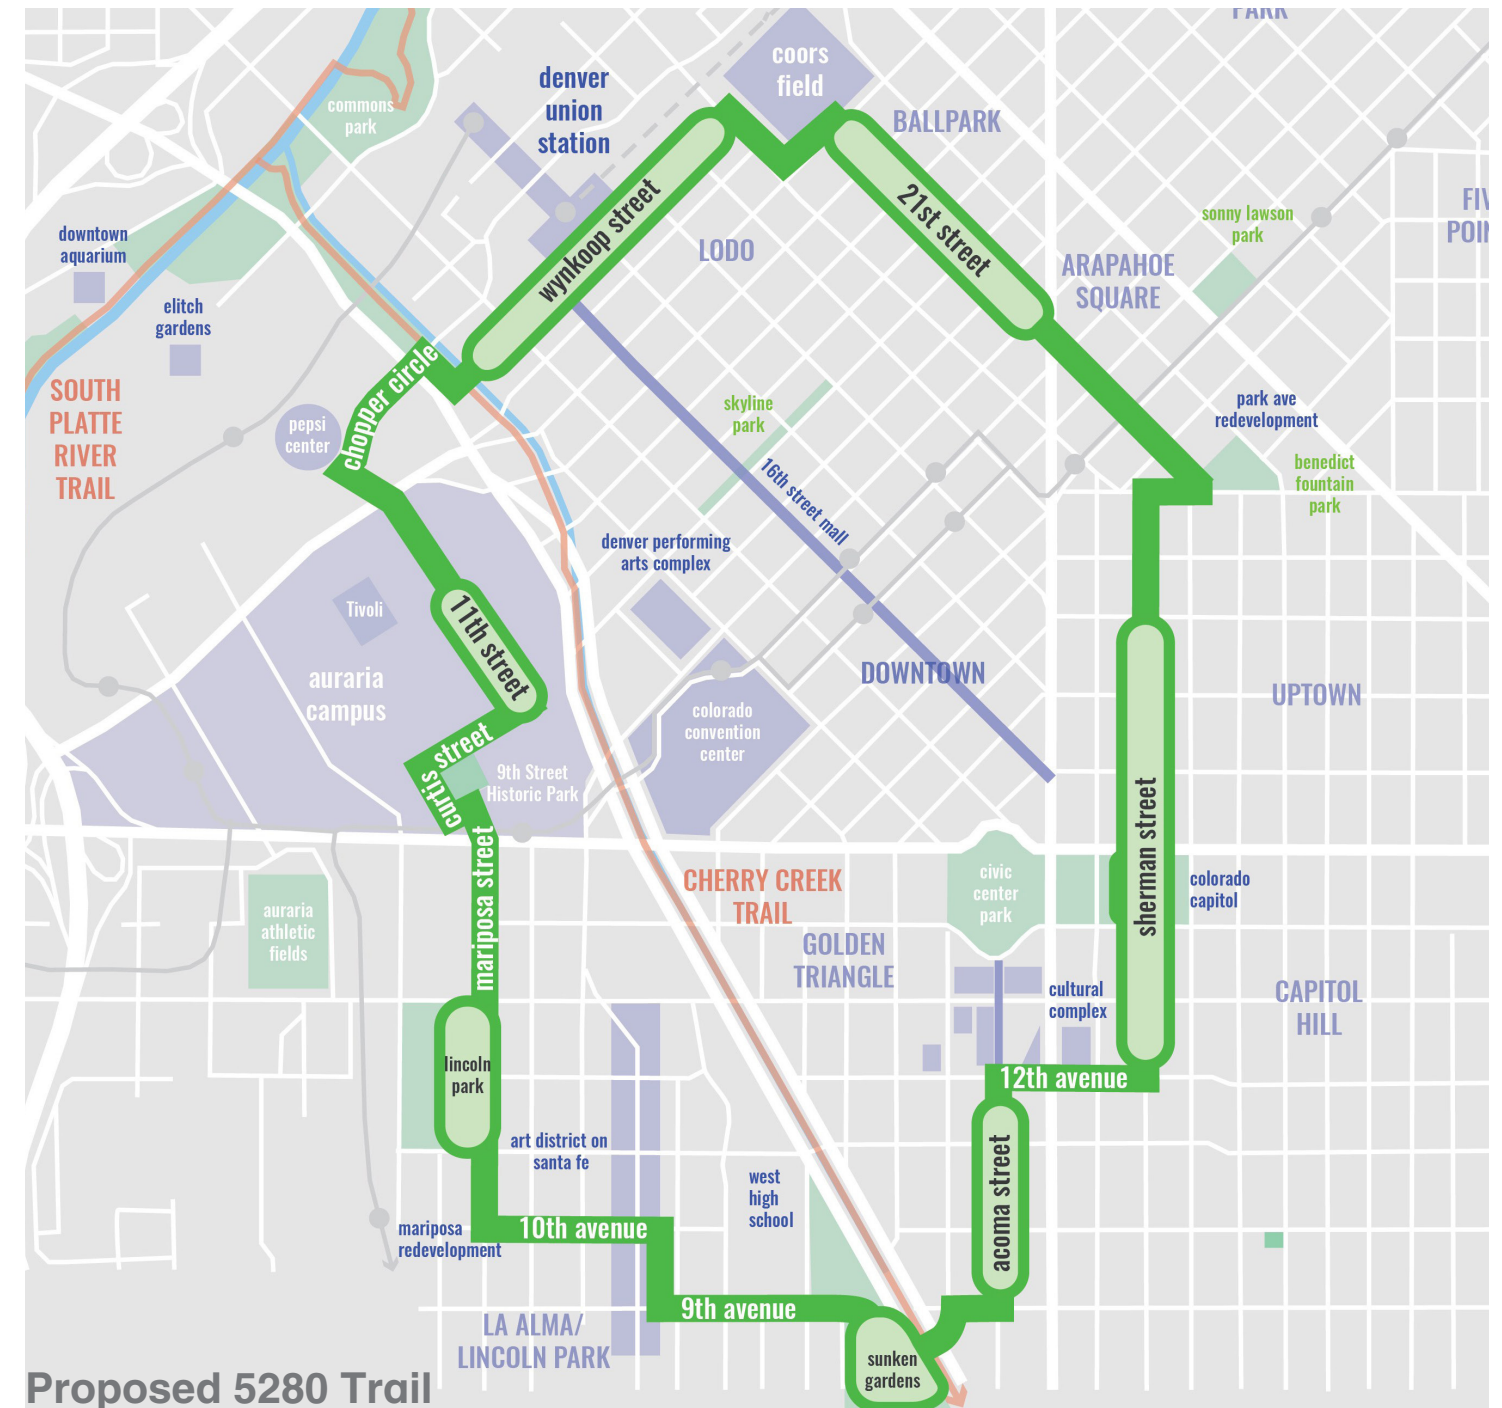 PARK
coors
field
denver
union
station
commons
park
BALLPARK
wynkoop street
21st street
sonny lawson
park
FIV
POIN
downtown
aquarium
LODO
ARAPAHOE
SQUARE
elitch
gardens
chopper circle
SOUTH
PLATTE
RIVER
TRAIL
pepsi
center
skyline
park
park ave
redevelopment
benedict
fountain
park
16th street mall
denver performing
arts complex
Tivoli
11th street
auraria
campus
DOWNTOWN
UPTOWN
colorado
convention
center
curtis
street
9th Street
Historic Park
mariposa street
sherman street
CHERRY CREEK
TRAIL
civic
center
park
colorado
capitol
auraria
athletic
fields
GOLDEN
TRIANGLE
cultural
complex
CAPITOL
HILL
lincoln
park
12th avenue
art district on
santa fe
acoma street
west
high
school
mariposa
redevelopment
10th avenue
9th avenue
LA ALMA/
LINCOLN PARK
sunken
gardens
Proposed 5280 Trail